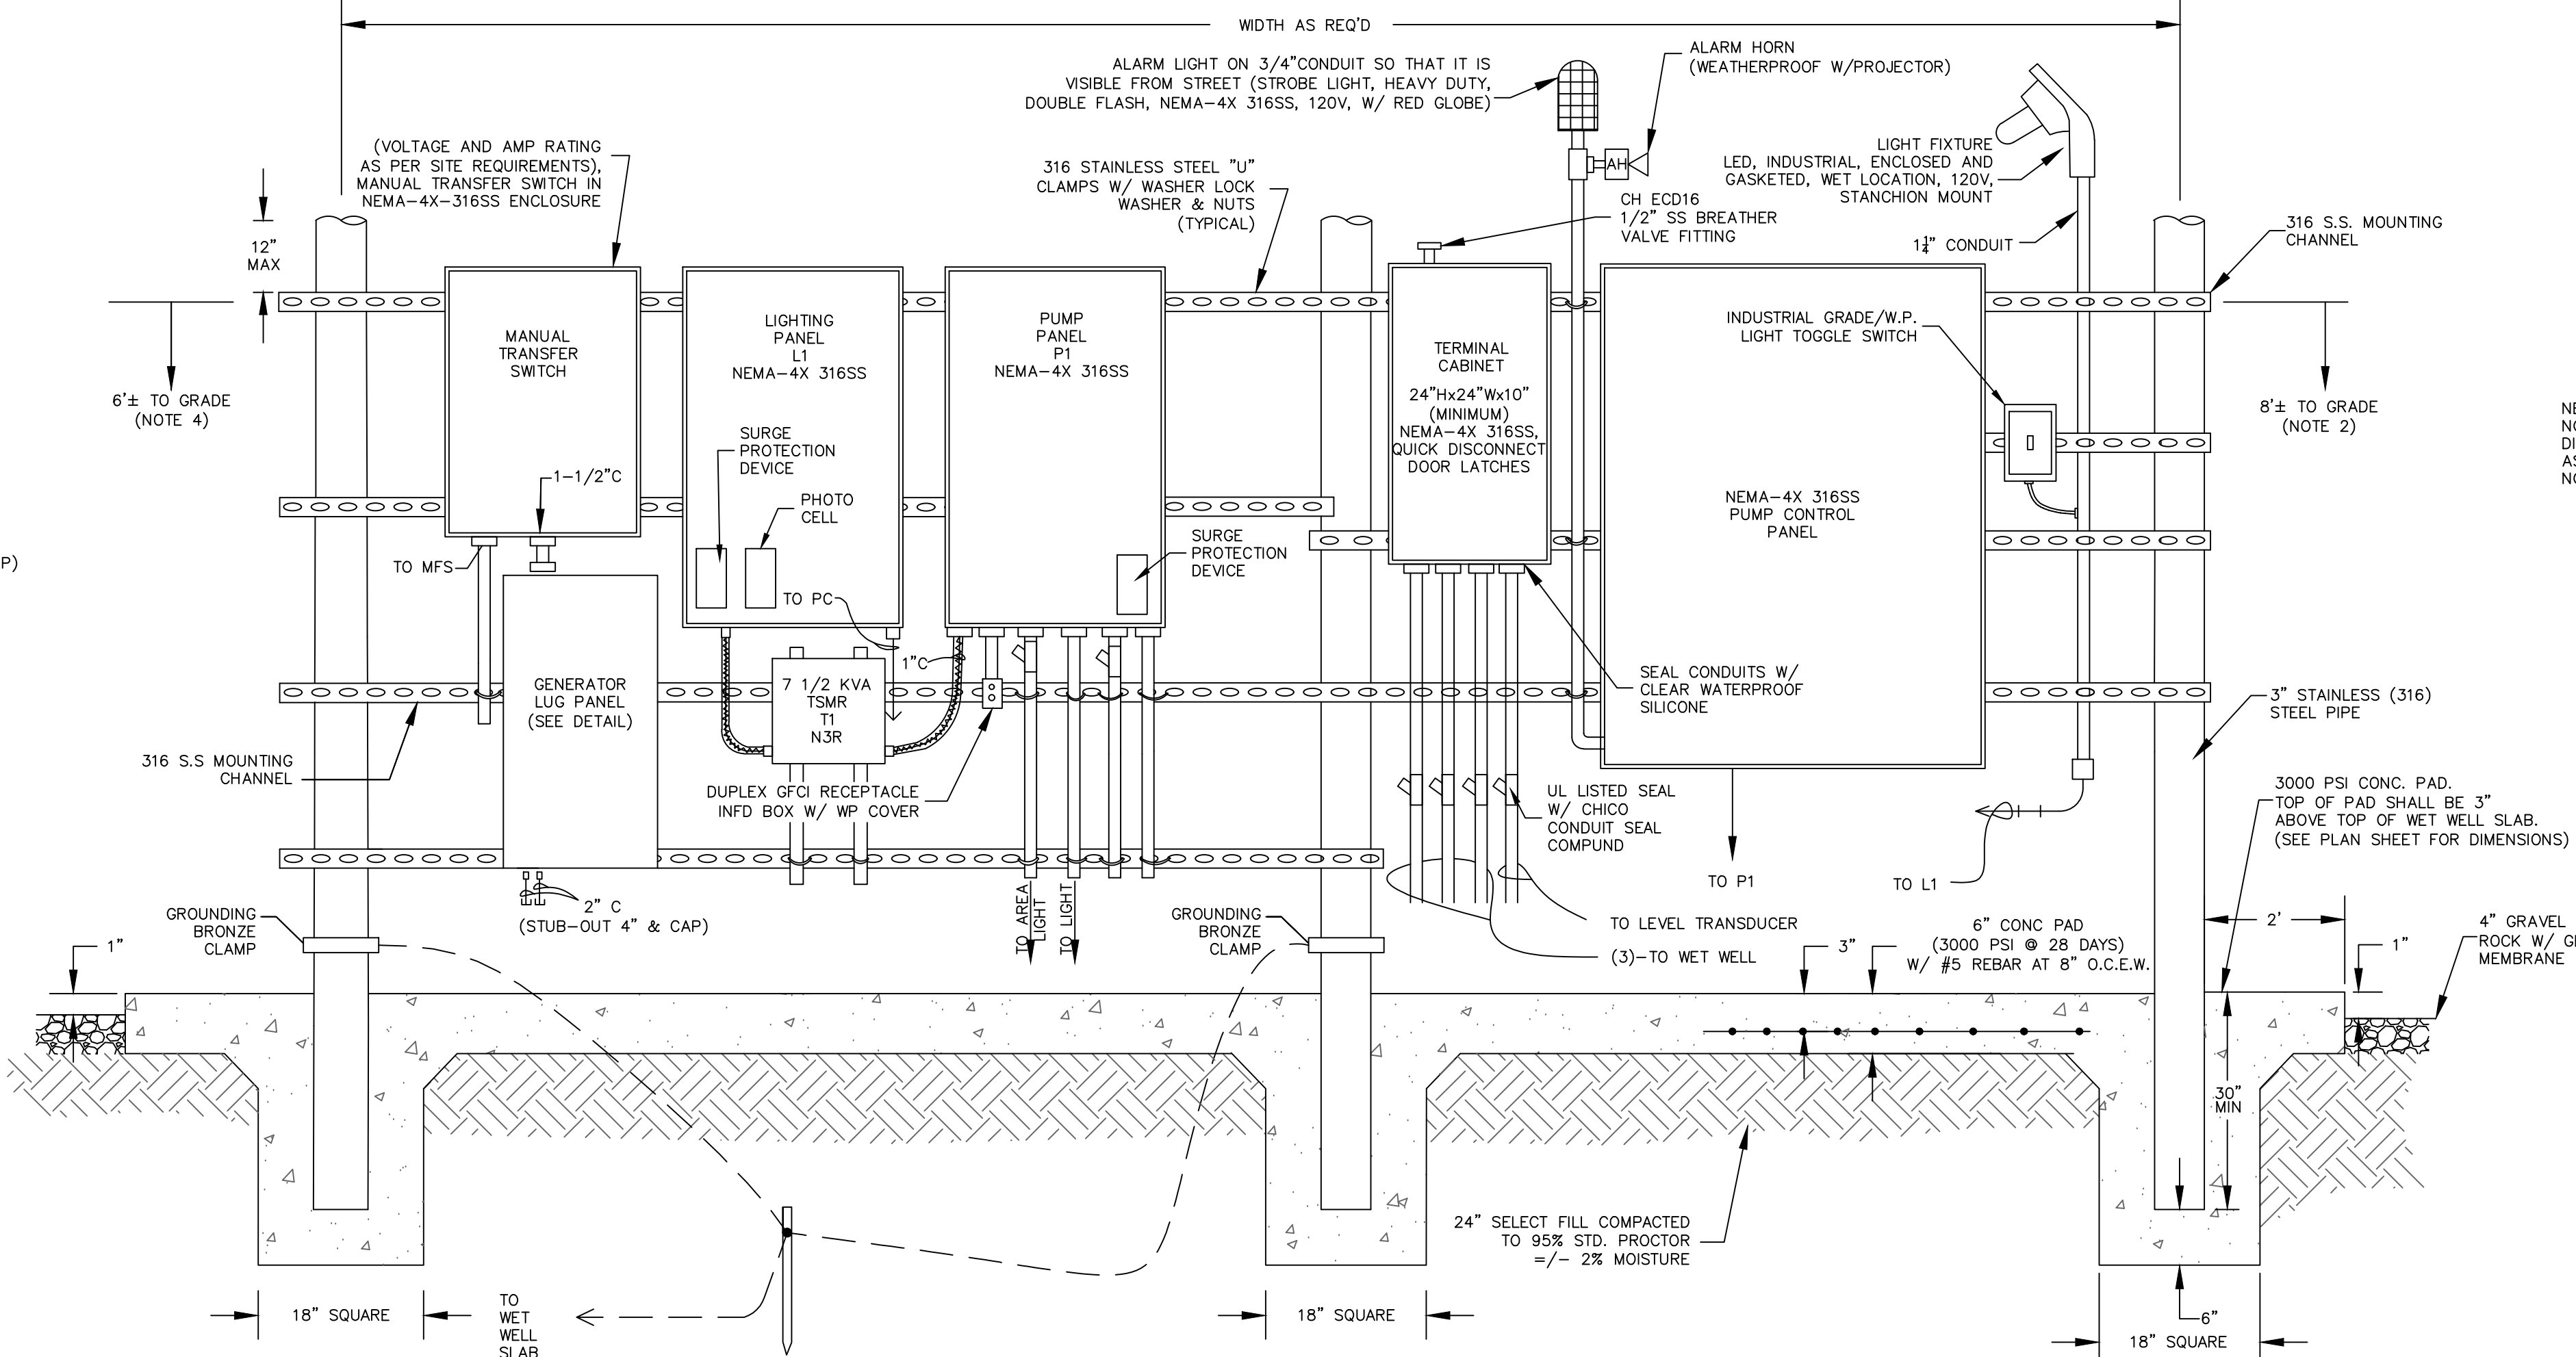 WIDTH AS REQ'D
ALARM LIGHT ON 3/4"CONDUIT SO THAT IT IS
VISIBLE FROM STREET (STROBE LIGHT, HEAVY DUTY,
DOUBLE FLASH, NEMA-4X 316SS, 120V, W/ RED GLOBE)
ALARM HORN
(WEATHERPROOF W/PROJECTOR)
AH
LIGHT FIXTURE
LED, INDUSTRIAL, ENCLOSED AND
GASKETED, WET LOCATION, 120V,
STANCHION MOUNT
(VOLTAGE AND AMP RATING
AS PER SITE REQUIREMENTS),
MANUAL TRANSFER SWITCH IN
NEMA-4X-316SS ENCLOSURE
316 STAINLESS STEEL "U"
CLAMPS W/ WASHER LOCK
WASHER & NUTS
(TYPICAL)
CH ECD16
1/2" SS BREATHER
VALVE FITTING
1¼" CONDUIT
316 S.S. MOUNTING
CHANNEL
12"
MAX
6'± TO GRADE
(NOTE 4)
MANUAL
TRANSFER
SWITCH
LIGHTING
PANEL
L1
NEMA-4X 316SS
PUMP
PANEL
P1
NEMA-4X 316SS
TERMINAL
CABINET
24"Hx24"Wx10"
(MINIMUM)
NEMA-4X 316SS,
QUICK DISCONNECT
DOOR LATCHES
INDUSTRIAL GRADE/W.P.
LIGHT TOGGLE SWITCH
8'± TO GRADE
(NOTE 2)
NE
NO
DI
AS
NO
SURGE
PROTECTION
DEVICE
PHOTO
CELL
1-1/2"C
NEMA-4X 316SS
PUMP CONTROL
PANEL
SURGE
PROTECTION
DEVICE
P)
TO MFS
TO PC
1"C
GENERATOR
LUG PANEL
(SEE DETAIL)
7 1/2 KVA
TSMR
T1
N3R
SEAL CONDUITS W/
CLEAR WATERPROOF
SILICONE
3" STAINLESS (316)
STEEL PIPE
316 S.S MOUNTING
CHANNEL
DUPLEX GFCI RECEPTACLE
INFD BOX W/ WP COVER
UL LISTED SEAL
W/ CHICO
CONDUIT SEAL
COMPUND
3000 PSI CONC. PAD.
TOP OF PAD SHALL BE 3"
ABOVE TOP OF WET WELL SLAB.
(SEE PLAN SHEET FOR DIMENSIONS)
TO P1
TO L1
2" C
(STUB-OUT 4" & CAP)
TO AREA
LIGHT
TO LIGHT
GROUNDING
BRONZE
CLAMP
GROUNDING
BRONZE
CLAMP
TO LEVEL TRANSDUCER
(3)-TO WET WELL
6" CONC PAD
(3000 PSI @ 28 DAYS)
W/ #5 REBAR AT 8" O.C.E.W.
3"
2'
1"
1"
4" GRAVEL
ROCK W/ G
MEMBRANE
30"
MIN
24" SELECT FILL COMPACTED
TO 95% STD. PROCTOR
=/- 2% MOISTURE
18" SQUARE
TO
WET
WELL
SLAB
18" SQUARE
6"
18" SQUARE